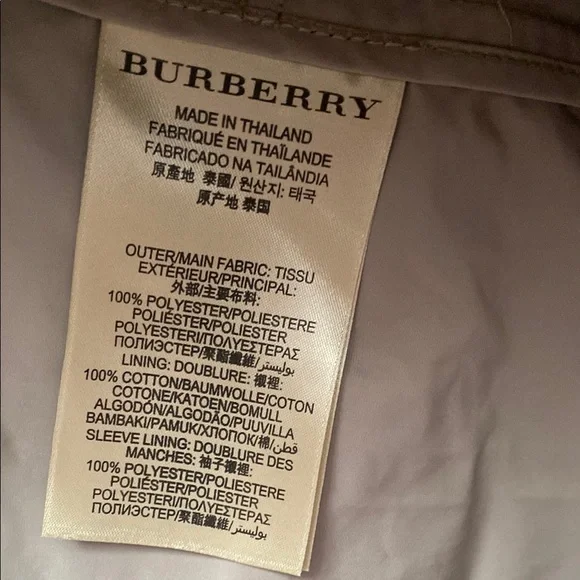 BURBERRY
MADE IN THAILAND
FABRIQUÉ EN THAÏLANDE
FABRICADO NA TAILÂNDIA
原產地 泰國/ 원산지: 태국
原产地 泰国
OUTER/MAIN FABRIC: TISSU
EXTÉRIEUR/PRINCIPAL:
外部/主要布料:
100% POLYESTER/POLIESTERE
POLIÉSTER/POLIESTER
POLYESTERI/ΠΟΛΥΕΣΤΕΡΑΣ
ПОЛИЭСТЕР/聚酯纖維/بوليستر
LINING: DOUBLURE: 襯裡:
100% COTTON/BAUMWOLLE/COTON
COTONE/KATOEN/BOMULL
ALGODÓN/ALGODÃO/PUUVILLA
BAMBAKI/PAMUK/ХЛОПОК/棉/قطن
SLEEVE LINING: DOUBLURE DES
MANCHES: 袖子襯裡:
100% POLYESTER/POLIESTERE
POLIÉSTER/POLIESTER
POLYESTERI/ΠΟΛΥΕΣΤΕΡΑΣ
ПОЛИЭСТЕР/聚酯纖維/بوليستر